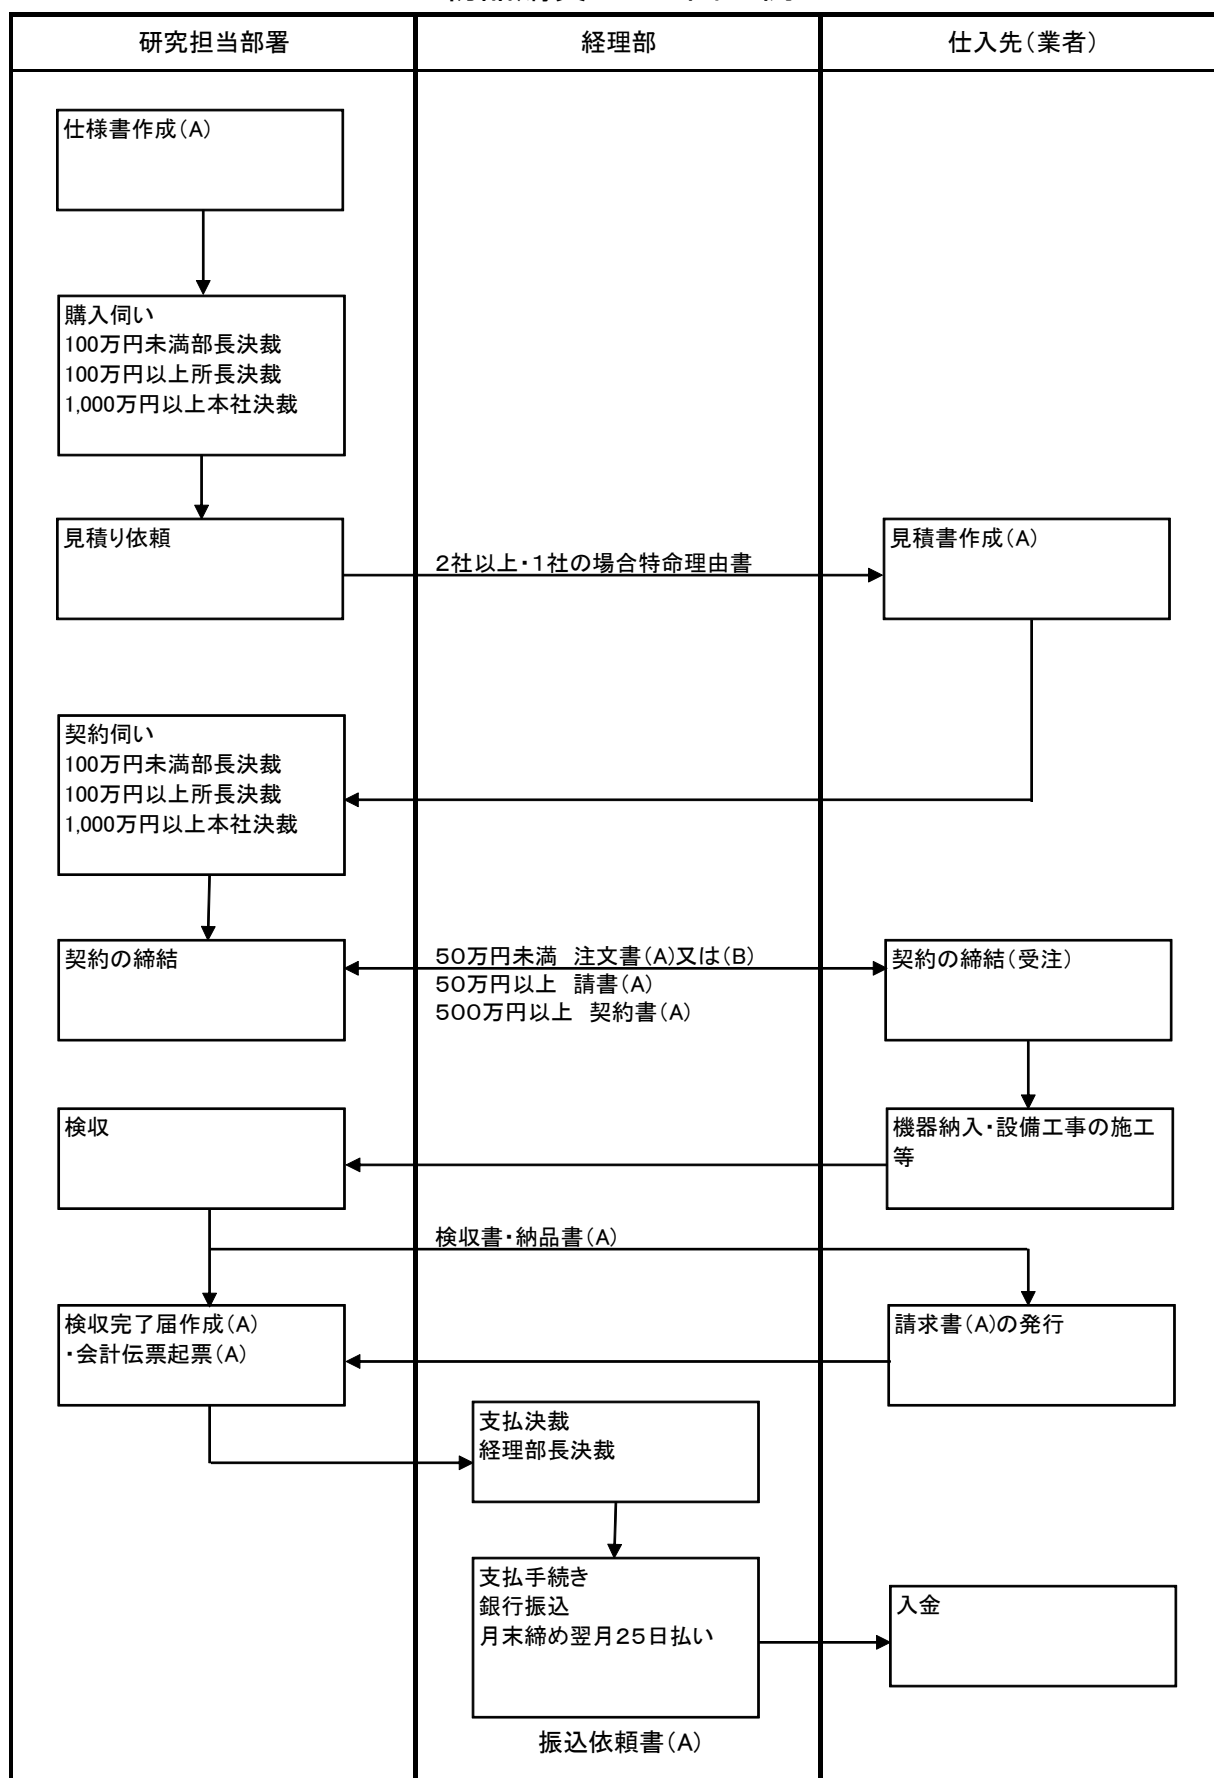 研究担当部署
経理部
仕入先(業者)
仕様書作成(A)
購入伺い
100万円未満部長決裁
100万円以上所長決裁
1,000万円以上本社決裁
見積り依頼
2社以上・1社の場合特命理由書
見積書作成(A)
契約伺い
100万円未満部長決裁
100万円以上所長決裁
1,000万円以上本社決裁
契約の締結
50万円未満 注文書(A)又は(B)
50万円以上 請書(A)
500万円以上 契約書(A)
契約の締結(受注)
検収
機器納入・設備工事の施工
等
検収書・納品書(A)
検収完了届作成(A)
・会計伝票起票(A)
請求書(A)の発行
支払決裁
経理部長決裁
支払手続き
銀行振込
月末締め翌月25日払い
入金
振込依頼書(A)